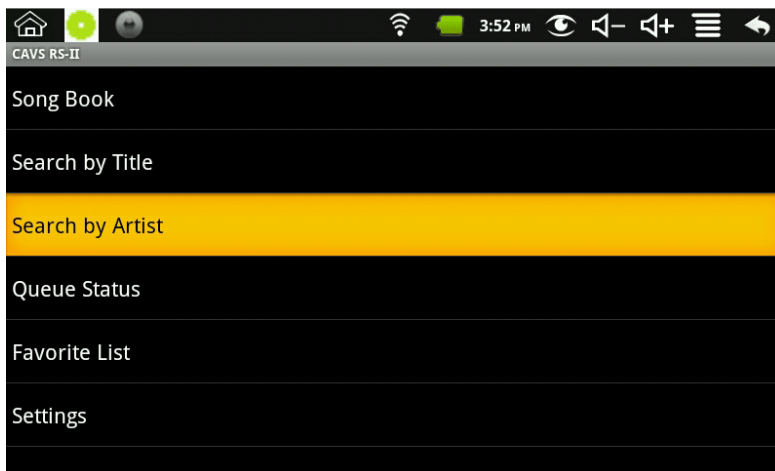 3:52 PM
CAVS RS-II
Song Book
Search by Title
Search by Artist
Queue Status
Favorite List
Settings